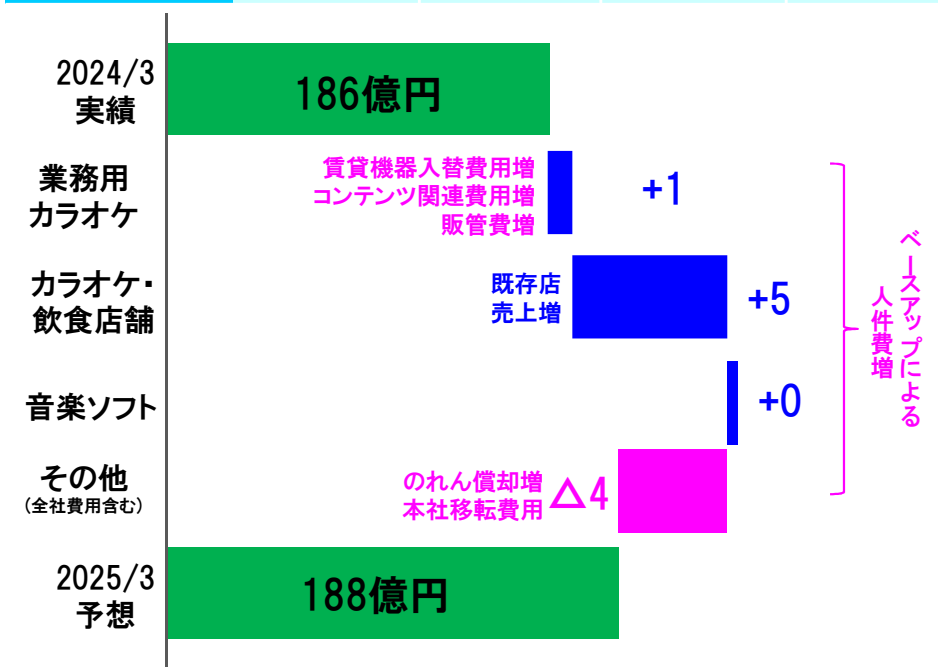 2024/3
実績
186億円
業務用
カラオケ
賃貸機器入替費用増
コンテンツ関連費用増
販管費増
+1
カラオケ・
飲食店舗
既存店
売上増
+5
音楽ソフト
+0
その他
(全社費用含む)
のれん償却増
本社移転費用
△4
ベースアップによる
人件費増
2025/3
予想
188億円